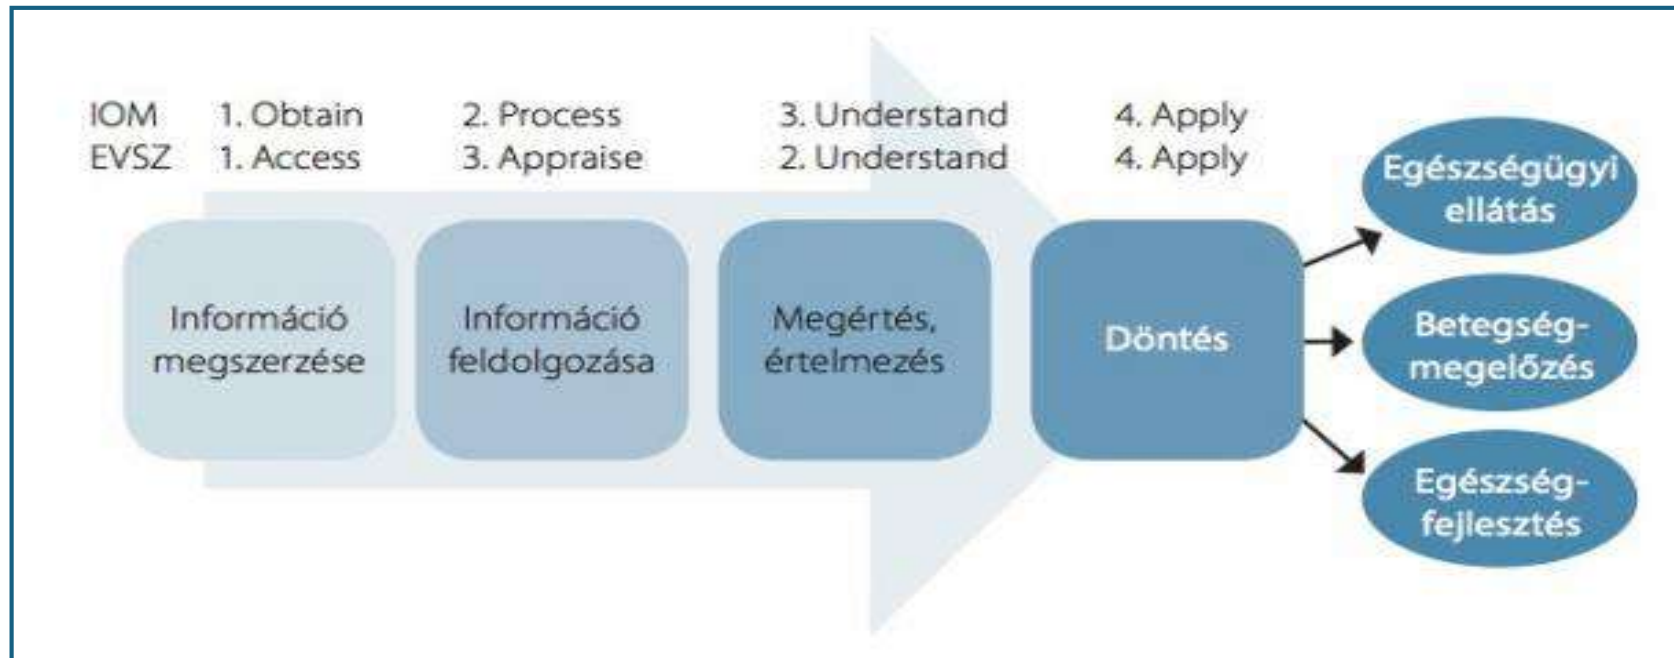 IOM 1. Obtain 2. Process 3. Understand 4. Apply
EVSZ 1. Access 3. Appraise 2. Understand 4. Apply
Információ
megszerzése
Információ
feldolgozása
Megértés,
értelmezés
Döntés
Egészségügyi
ellátás
Betegség-
megelőzés
Egészség-
fejlesztés